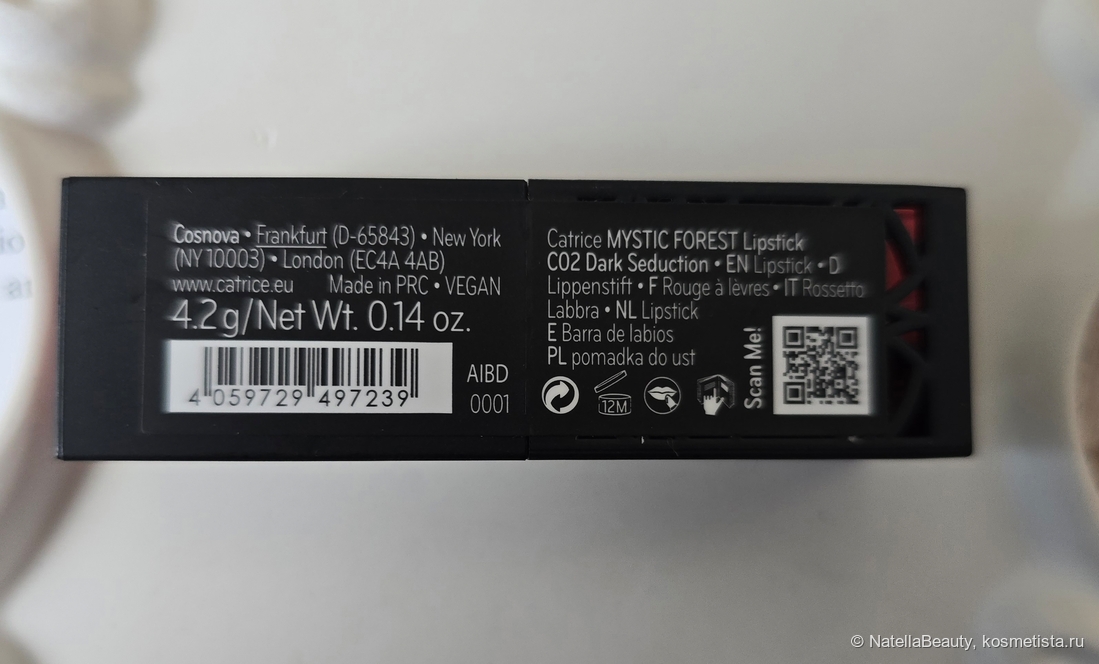 Cosnova • Frankfurt (D-65843) • New York
(NY 10003) • London (EC4A 4AB)
www.catrice.eu Made in PRC • VEGAN
4.2 g/Net Wt. 0.14 oz.
4 059729 497239
AIBD
0001
Catrice MYSTIC FOREST Lipstick
C02 Dark Seduction • EN Lipstick • D
Lippenstift • F Rouge à lèvres • IT Rossetto
Labbra • NL Lipstick
E Barra de labios
PL pomadka do ust
12M
Scan Me!
© NatellaBeauty, kosmetista.ru